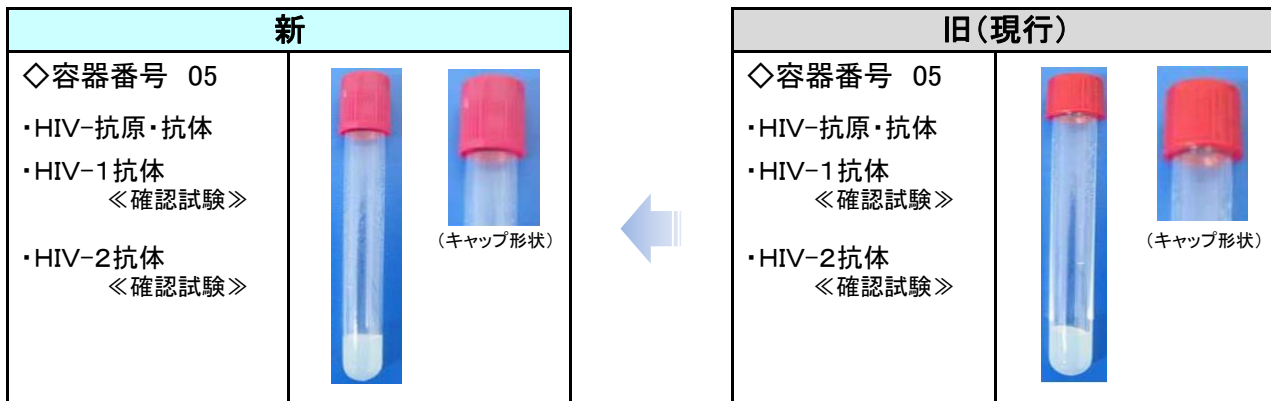 新
◇容器番号 05
・HIV-抗原・抗体
・HIV-1抗体
≪確認試験≫
・HIV-2抗体
≪確認試験≫
(キャップ形状)
旧(現行)
◇容器番号 05
・HIV-抗原・抗体
・HIV-1抗体
≪確認試験≫
・HIV-2抗体
≪確認試験≫
(キャップ形状)